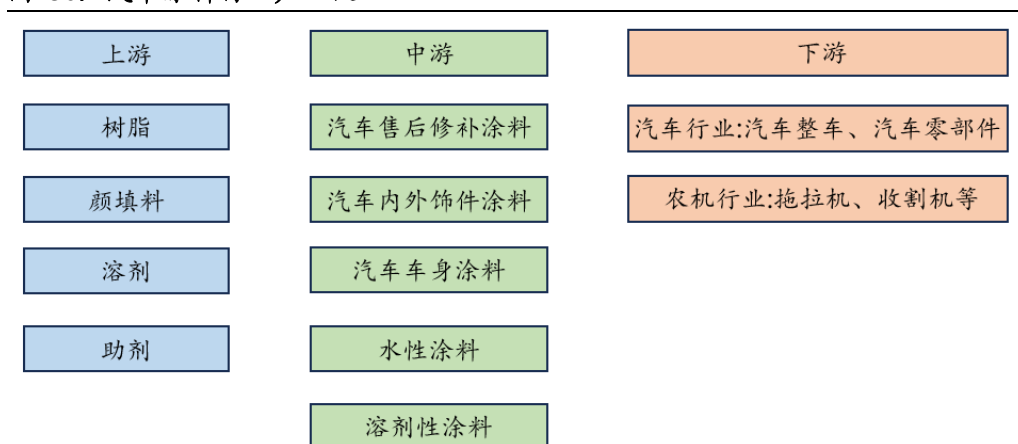 上游
中游
下游
树脂
汽车售后修补涂料
汽车行业:汽车整车、汽车零部件
颜填料
汽车内外饰件涂料
农机行业:拖拉机、收割机等
溶剂
汽车车身涂料
助剂
水性涂料
溶剂性涂料